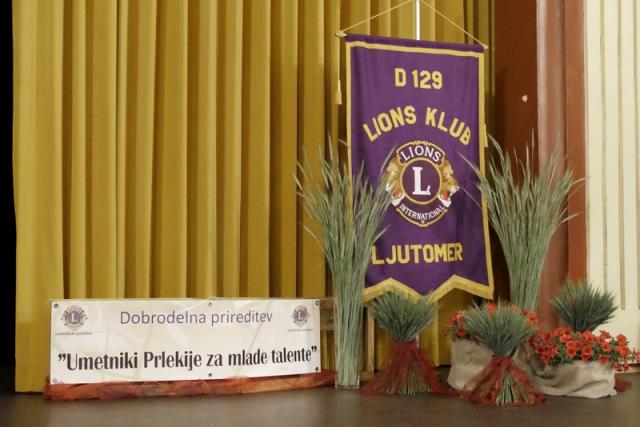 D 129
LIONS KLUB
LIONS
L
INTERNATIONAL
LJUTOMER
Dobrodelna prireditev
"Umetniki Prlekije za mlade talente"